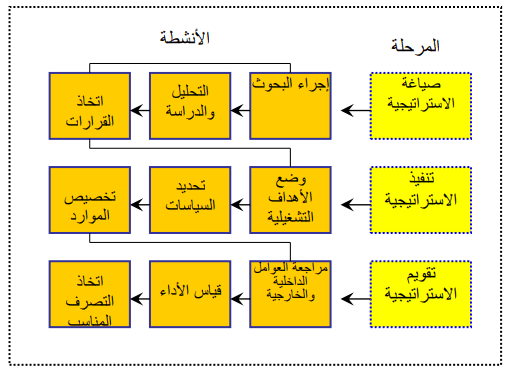 المرحلة
الأنشطة
صياغة
الاستراتيجية
إجراء البحوث
التحليل
والدراسة
اتخاذ
القرارات
تنفيذ
الاستراتيجية
وضع
الأهداف
التشغيلية
تحديد
السياسات
تخصيص
الموارد
تقويم
الاستراتيجية
مراجعة العوامل
الداخلية
والخارجية
قياس الأداء
اتخاذ
التصرف
المناسب